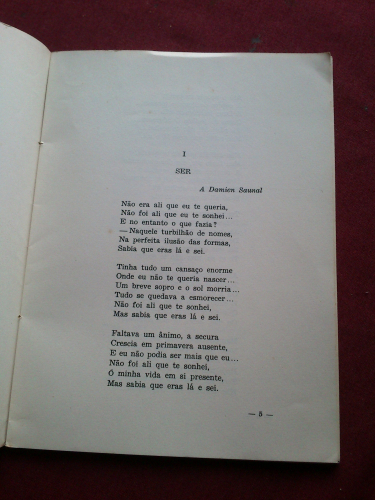 I
SER
A Damien Saunal
Não era ali que eu te queria,
Não foi ali que eu te sonhei...
E no entanto o que fazia?
— Naquele turbilhão de nomes,
Na perfeita ilusão das formas,
Sabia que eras lá e sei.
Tinha tudo um cansaço enorme
Onde eu não te queria nascer...
Um breve sopro e o sol morria...
Tudo se quedava a esmorecer...
Não foi ali que te sonhei,
Mas sabia que eras lá e sei.
Faltava um ânimo, a secura
Crescia em primavera ausente,
E eu não podia ser mais que eu...
Não foi ali que te sonhei,
Ó minha vida em si presente,
Mas sabia que eras lá e sei.
— 5 —